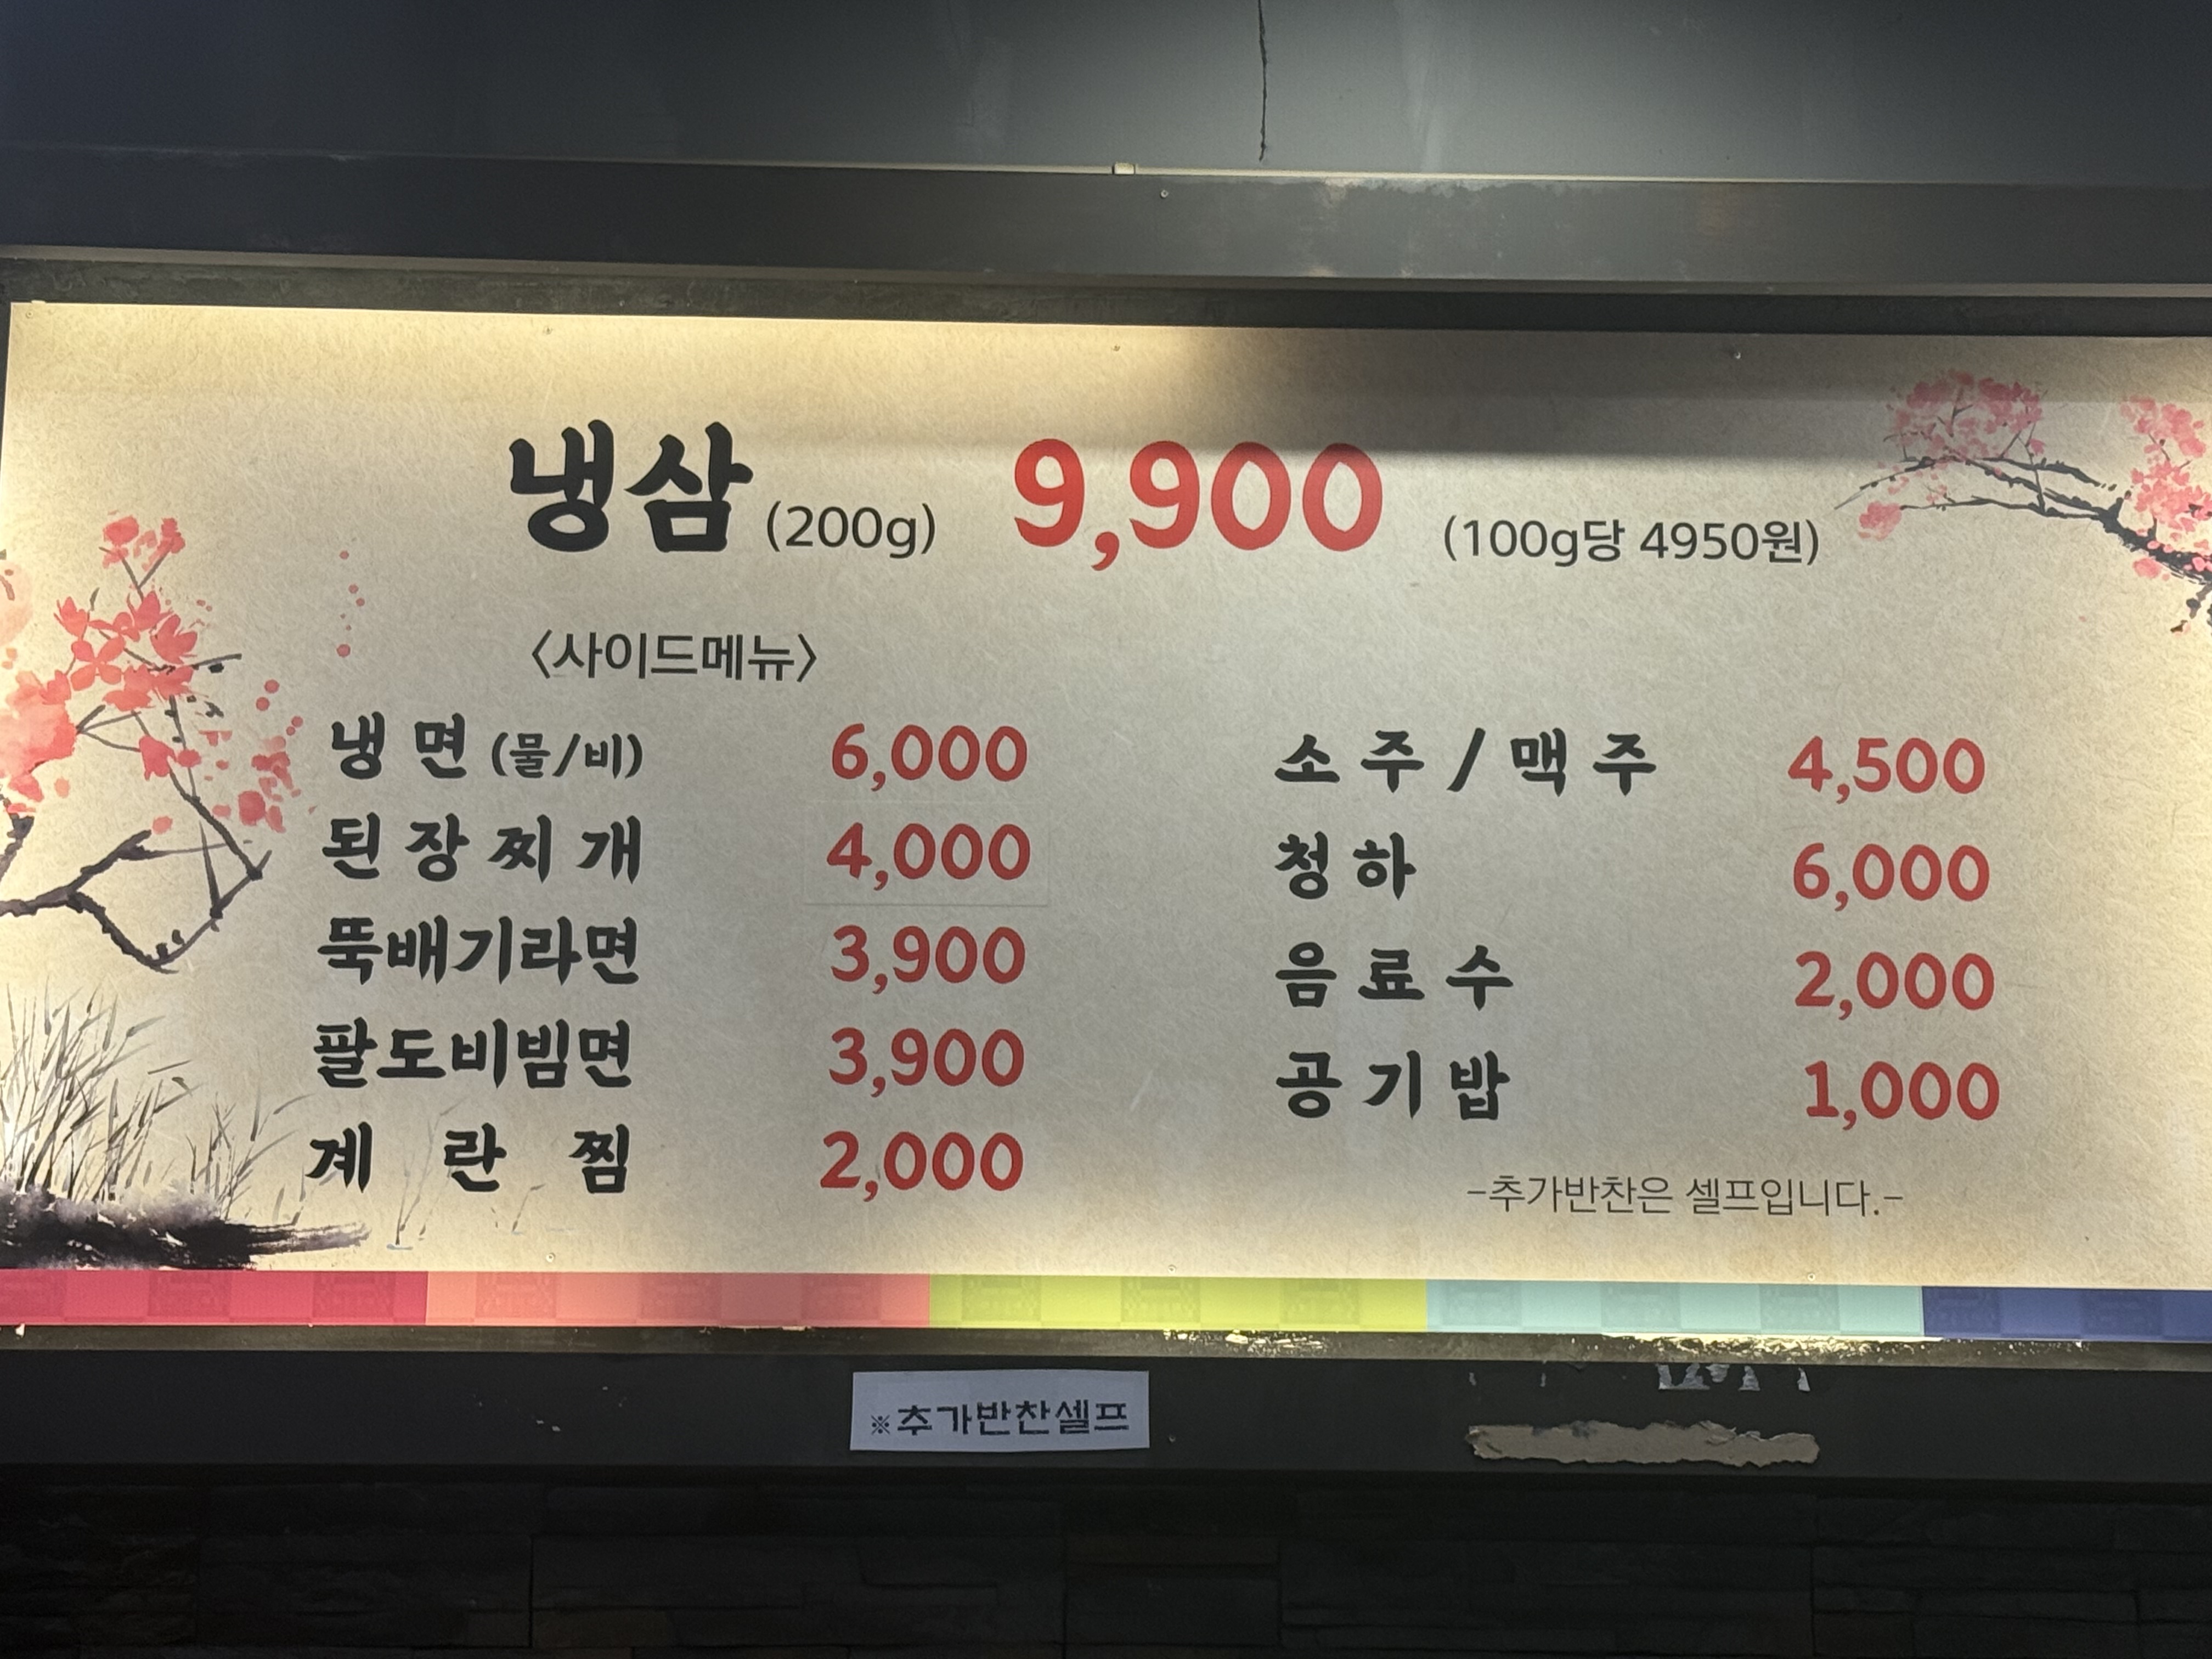 냉삼 (200g) 9,900 (100g당 4950원)
<사이드메뉴>
냉면 (물/비) 6,000
된장찌개 4,000
뚝배기라면 3,900
팔도비빔면 3,900
계란찜 2,000
소주/맥주 4,500
청하 6,000
음료수 2,000
공기밥 1,000
-추가반찬은 셀프입니다.-
※추가반찬셀프